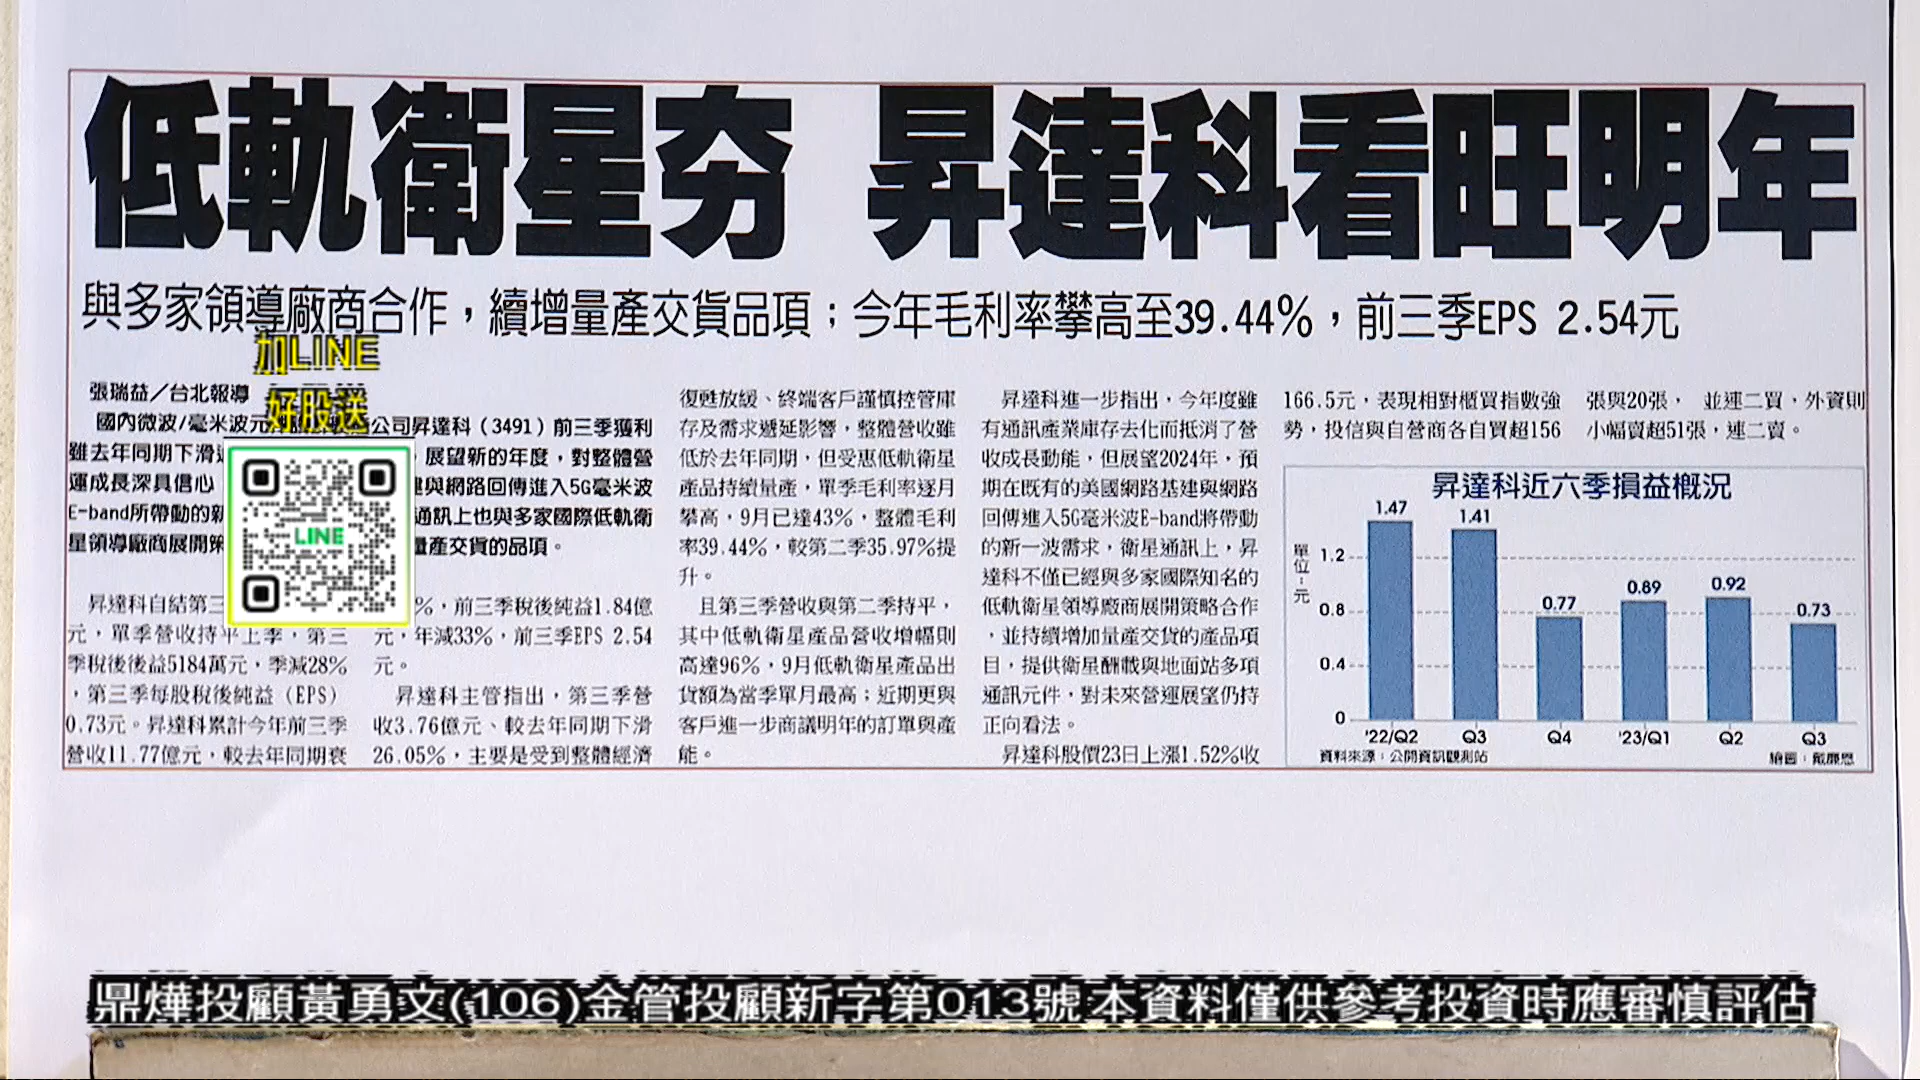 低軌衛星夯 昇達科看旺明年
與多家領導廠商合作，續增量產交貨品項；今年毛利率攀高至39.44%，前三季EPS 2.54元
加LINE
好股送
張瑞益／台北報導
國內微波/毫米波元
公司昇達科（3491）前三季獲利
雖去年同期下滑
，展望新的年度，對整體營
運成長深具信心
建與網路回傳進入5G毫米波
E-band所帶動的新
通訊上也與多家國際低軌衛
星領導廠商展開策
量產交貨的品項。
LINE
昇達科自結第三
元，單季營收持平上季，第三
季稅後後益5184萬元，季減28%
，第三季每股稅後純益（EPS）
0.73元。昇達科累計今年前三季
營收11.77億元，較去年同期衰
%，前三季稅後純益1.84億
元，年減33%，前三季EPS 2.54
元。
昇達科主管指出，第三季營
收3.76億元、較去年同期下滑
26.05%，主要是受到整體經濟
復甦放緩、終端客戶謹慎控管庫
存及需求遞延影響，整體營收雖
低於去年同期，但受惠低軌衛星
產品持續量產，單季毛利率逐月
攀高，9月已達43%，整體毛利
率39.44%，較第二季35.97%提
升。
且第三季營收與第二季持平，
其中低軌衛星產品營收增幅則
高達96%，9月低軌衛星產品出
貨額為當季單月最高；近期更與
客戶進一步商議明年的訂單與產
能。
昇達科進一步指出，今年度雖
有通訊產業庫存去化而抵消了營
收成長動能，但展望2024年，預
期在既有的美國網路基建與網路
回傳進入5G毫米波E-band將帶動
的新一波需求，衛星通訊上，昇
達科不僅已經與多家國際知名的
低軌衛星領導廠商展開策略合作
，並持續增加量產交貨的產品項
目，提供衛星酬載與地面站多項
通訊元件，對未來營運展望仍持
正向看法。
昇達科股價23日上漲1.52%收
166.5元，表現相對櫃買指數強
勢，投信與自營商各自買超156
張與20張， 並連二買，外資則
小幅賣超51張，連二賣。
昇達科近六季損益概況
單位：元
1.2
0.8
0.4
0
1.47
1.41
0.77
0.89
0.92
0.73
'22/Q2 Q3 Q4 '23/Q1 Q2 Q3
資料來源：公開資訊觀測站
繪圖：戴廉恩
鼎燁投顧黃勇文(106)金管投顧新字第013號 本資料僅供參考投資時應審慎評估